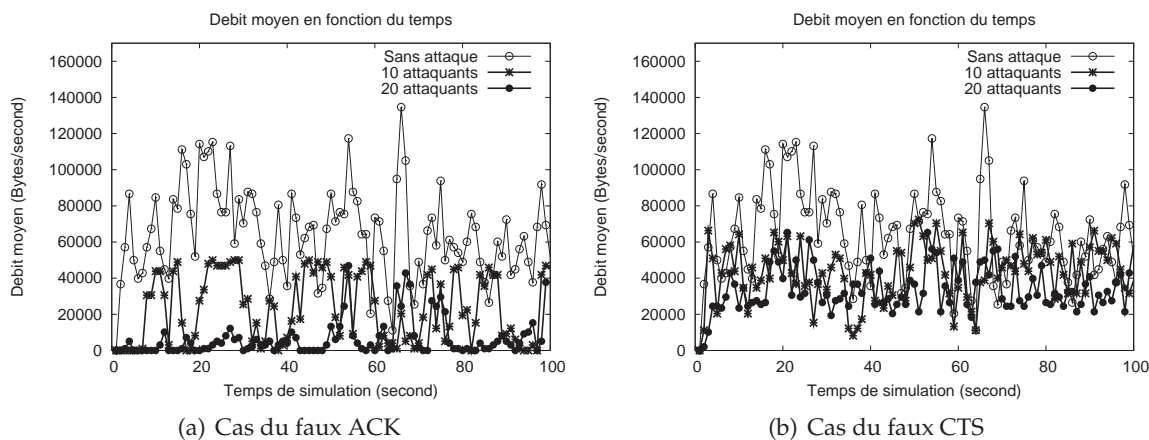 Debit moyen en fonction du temps
Debit moyen (Bytes/second)
160000
140000
120000
100000
80000
60000
40000
20000
0
Sans attaque
10 attaquants
20 attaquants
0 20 40 60 80 100
Temps de simulation (second)
(a) Cas du faux ACK
Debit moyen en fonction du temps
Debit moyen (Bytes/second)
160000
140000
120000
100000
80000
60000
40000
20000
0
Sans attaque
10 attaquants
20 attaquants
0 20 40 60 80 100
Temps de simulation (second)
(b) Cas du faux CTS